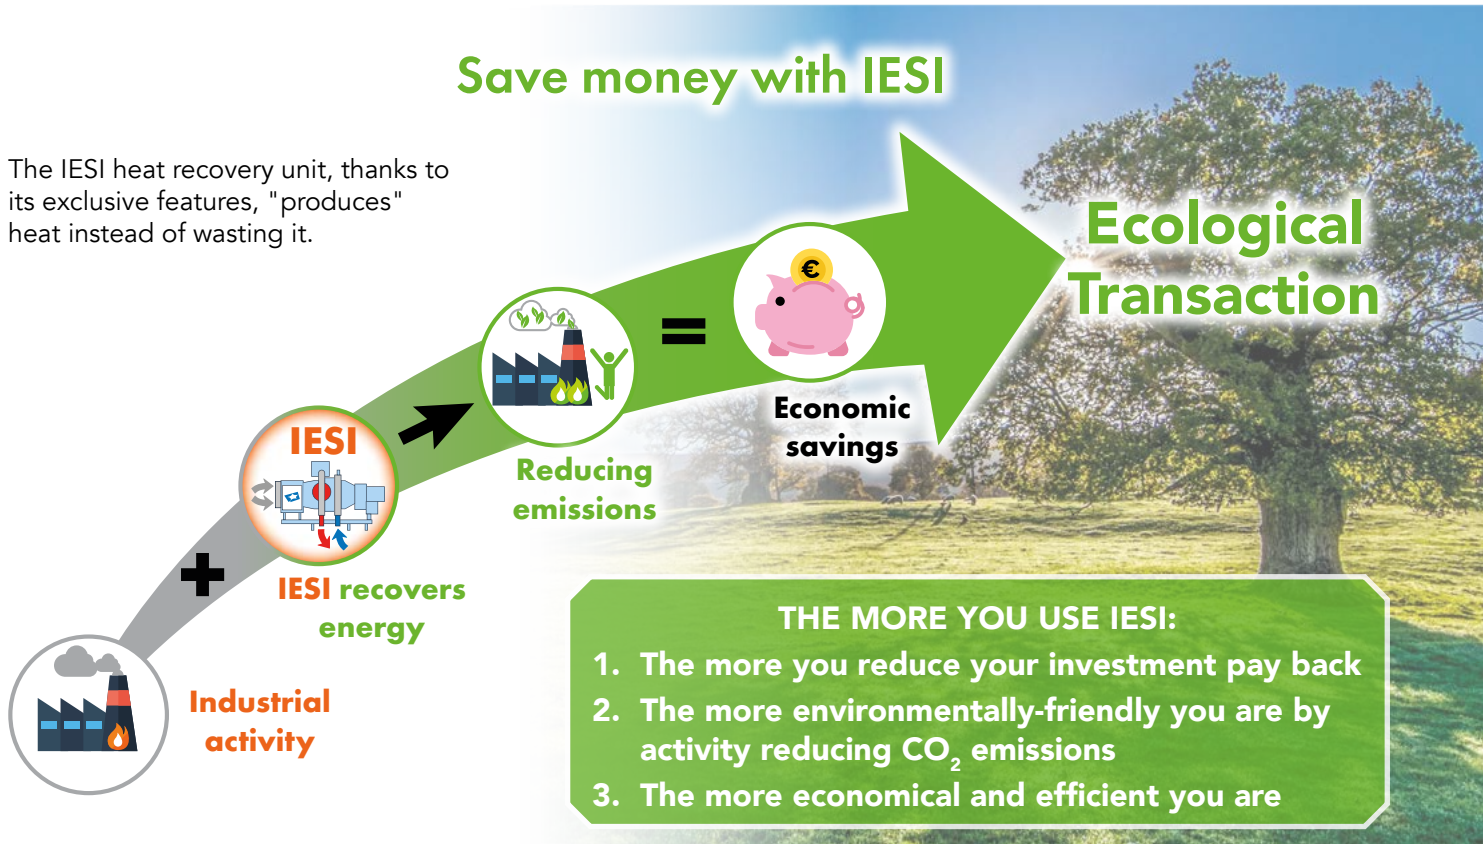 Save money with IESI
The IESI heat recovery unit, thanks to
its exclusive features, "produces"
heat instead of wasting it.
Ecological
Transaction
€
=
Economic
savings
Reducing
emissions
IESI
+
IESI recovers
energy
Industrial
activity
THE MORE YOU USE IESI:
1. The more you reduce your investment pay back
2. The more environmentally-friendly you are by
activity reducing CO₂ emissions
3. The more economical and efficient you are